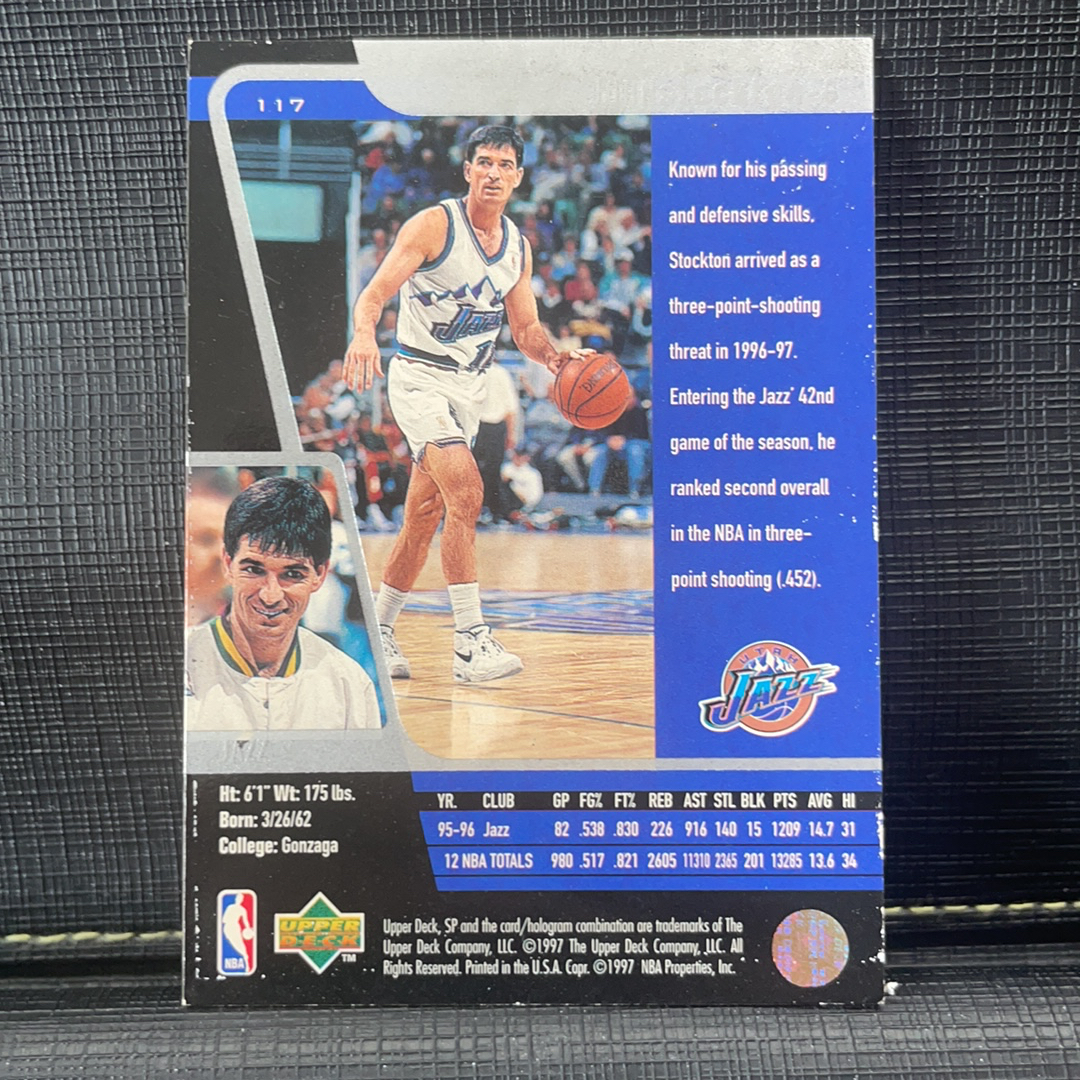 117
Known for his passing
and defensive skills,
Stockton arrived as a
three-point-shooting
threat in 1996-97.
Entering the Jazz' 42nd
game of the season, he
ranked second overall
in the NBA in three-
point shooting (.452).
UTAH
JAZZ
JAZZ
Ht: 6'1" Wt: 175 lbs.
Born: 3/26/62
College: Gonzaga
YR. CLUB GP FG% FT% REB AST STL BLK PTS AVG HI
95-96 Jazz 82 .538 .830 226 916 140 15 1209 14.7 31
12 NBA TOTALS 980 .517 .821 2605 11310 2365 201 13285 13.6 34
NBA
UPPER
DECK
TM
Upper Deck, SP and the card/hologram combination are trademarks of The
Upper Deck Company, LLC. ©1997 The Upper Deck Company, LLC. All
Rights Reserved. Printed in the U.S.A. Copr. ©1997 NBA Properties, Inc.